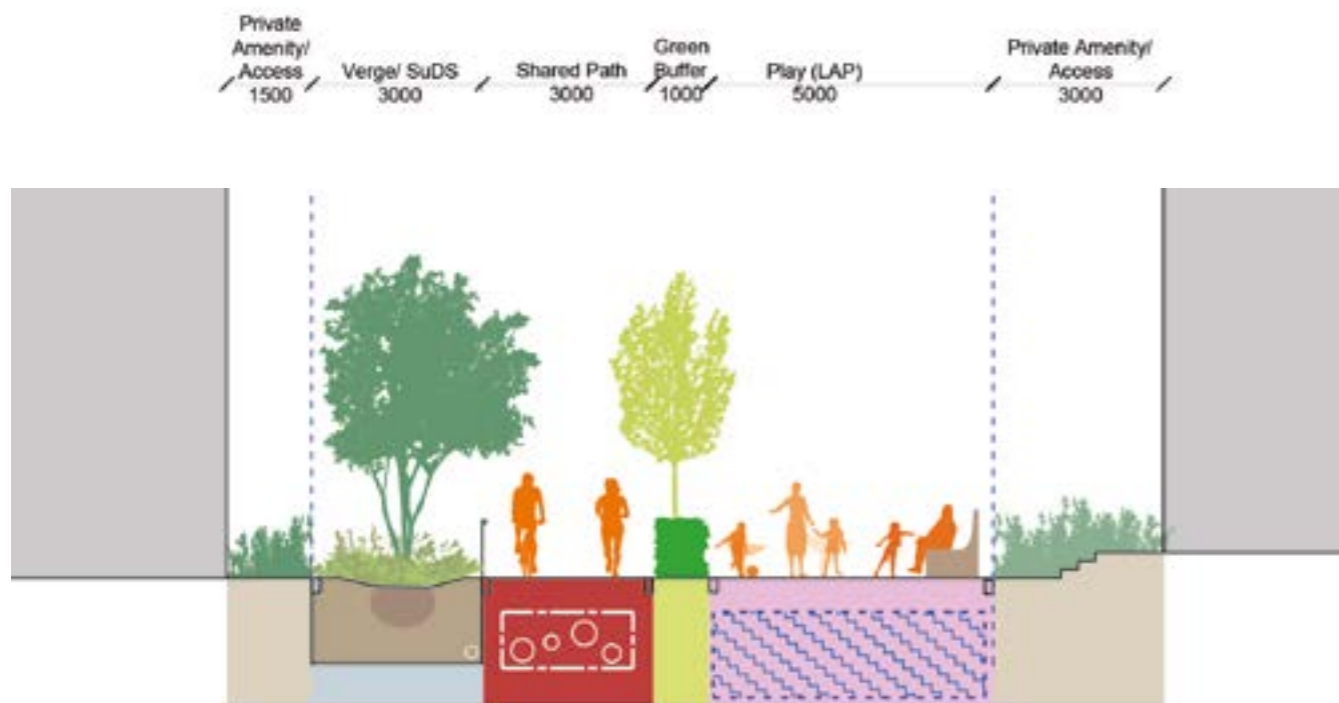 Private
Amenity/
Access
1500
Verge/ SuDS
3000
Shared Path
3000
Green
Buffer
1000
Play (LAP)
5000
Private Amenity/
Access
3000